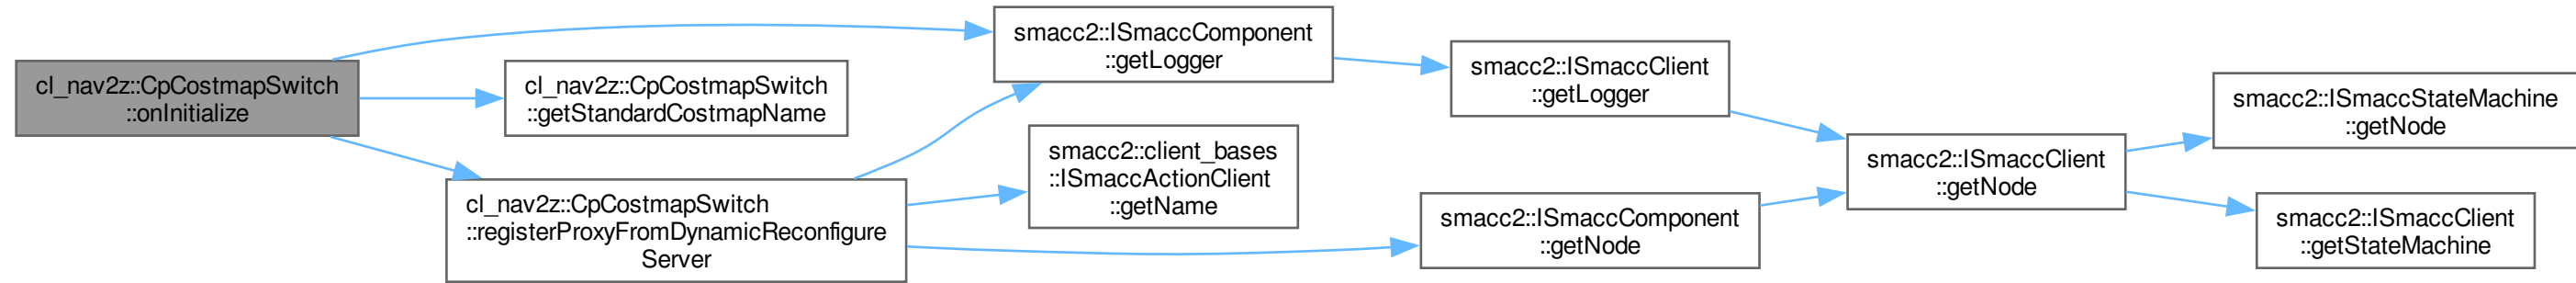 cl_nav2z::CpCostmapSwitch
::onInitialize
cl_nav2z::CpCostmapSwitch
::getStandardCostmapName
cl_nav2z::CpCostmapSwitch
::registerProxyFromDynamicReconfigure
Server
smacc2::ISmaccComponent
::getLogger
smacc2::client_bases
::ISmaccActionClient
::getName
smacc2::ISmaccClient
::getLogger
smacc2::ISmaccComponent
::getNode
smacc2::ISmaccClient
::getNode
smacc2::ISmaccStateMachine
::getNode
smacc2::ISmaccClient
::getStateMachine